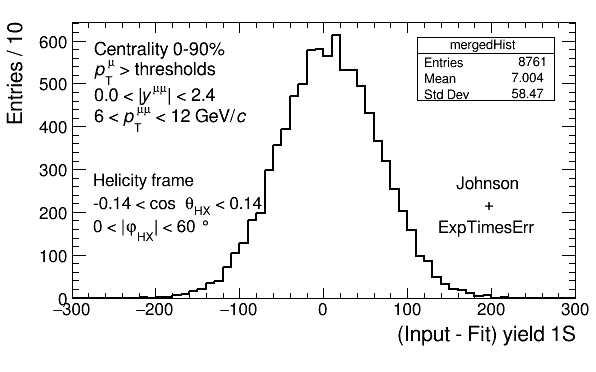 Entries / 10
600
500
400
300
200
100
0
Centrality 0-90%
p_T^μ > thresholds
0.0 < |y^μμ| < 2.4
6 < p_T^μμ < 12 GeV/c
Helicity frame
-0.14 < cos θ_HX < 0.14
0 < |φ_HX| < 60 °
mergedHist
Entries 8761
Mean 7.004
Std Dev 58.47
Johnson
+
ExpTimesErr
−300 −200 −100 0 100 200 300
(Input - Fit) yield 1S